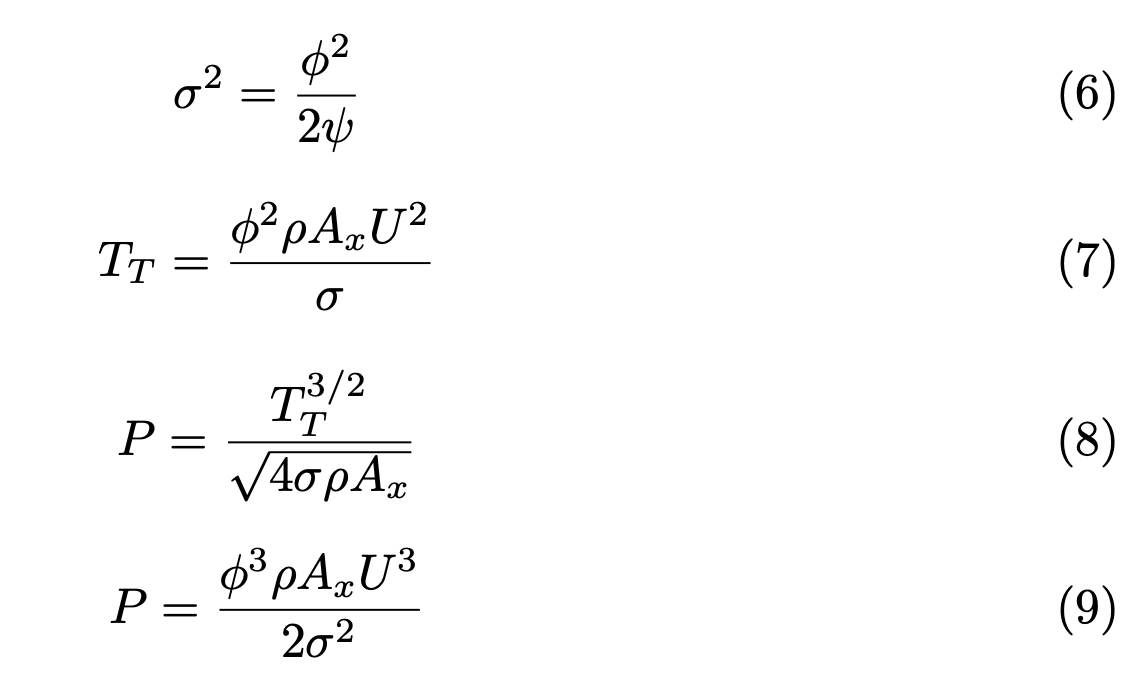 σ² = φ² / 2ψ (6)
T_T = φ²ρA_xU² / σ (7)
P = T_T^{3/2} / √(4σρA_x) (8)
P = φ³ρA_xU³ / 2σ² (9)